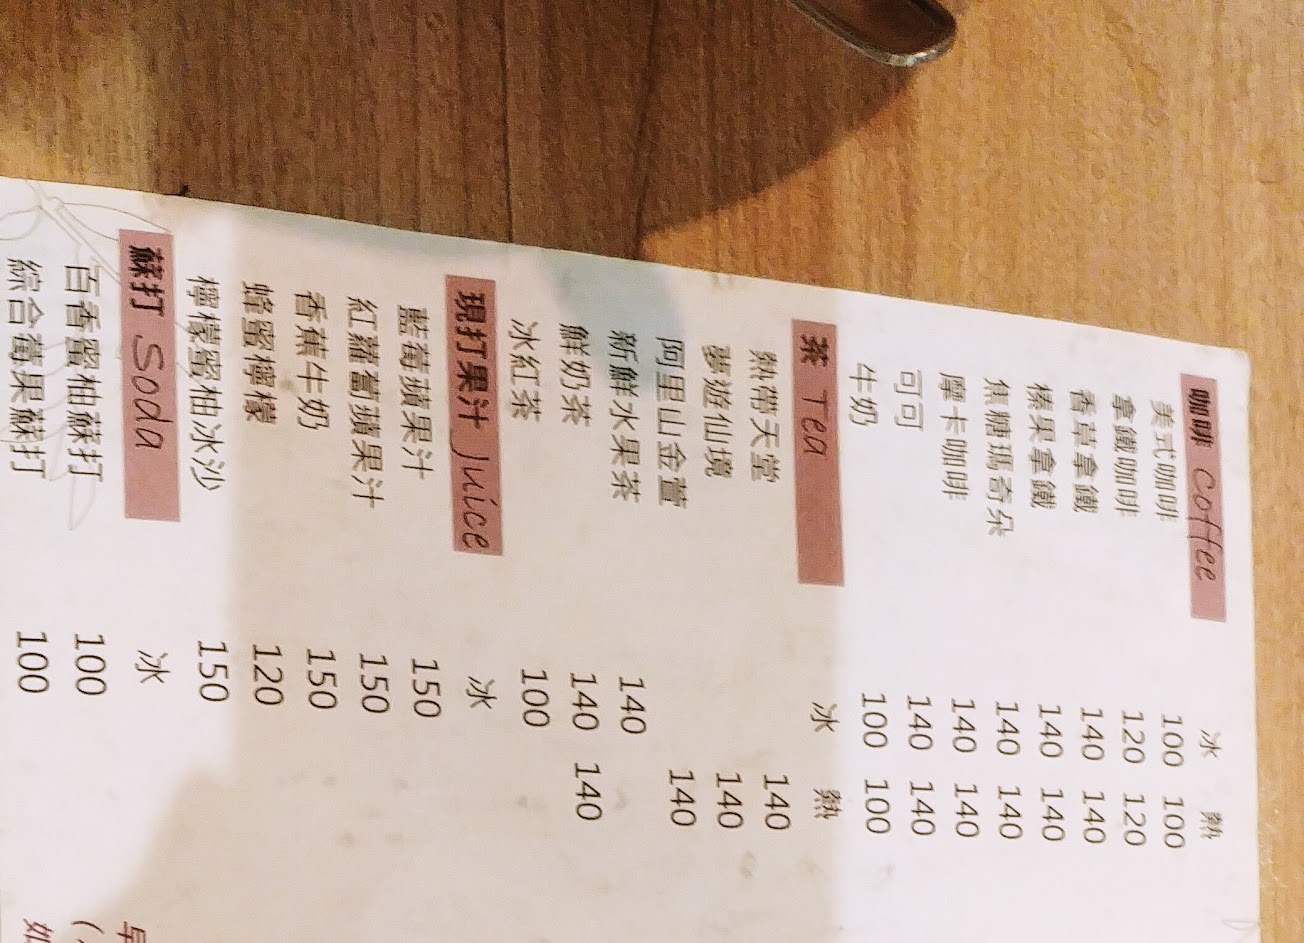 咖啡 Coffee 冰 熱
美式咖啡 100 100
拿鐵咖啡 120 120
香草拿鐵 140 140
榛果拿鐵 140 140
焦糖瑪奇朵 140 140
摩卡咖啡 140 140
可可 140 140
牛奶 100 100
茶 Tea 冰 熱
熱帶天堂 140
夢遊仙境 140
阿里山金萱 140
新鮮水果茶 140
鮮奶茶 140 140
冰紅茶 100
現打果汁 Juice 冰
藍莓蘋果汁 150
紅蘿蔔蘋果汁 150
香蕉牛奶 150
蜂蜜檸檬 120
檸檬蜜柚冰沙 150
蘇打 Soda 冰
百香蜜柚蘇打 100
綜合莓果蘇打 100
早
(
如